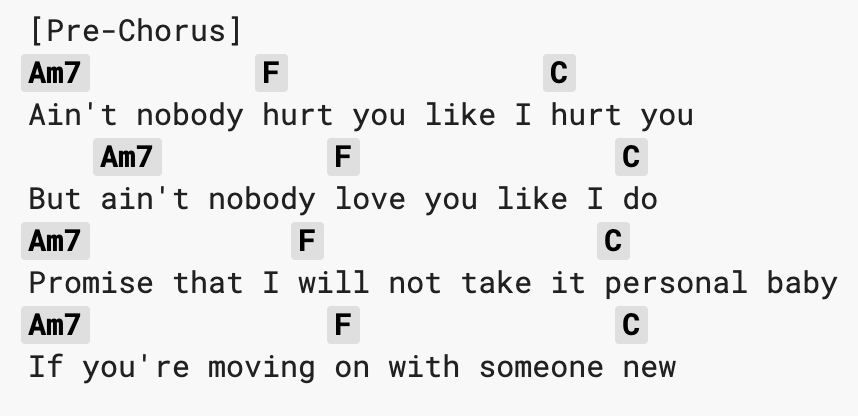 [Pre-Chorus]
Am7 F C
Ain't nobody hurt you like I hurt you
Am7 F C
But ain't nobody love you like I do
Am7 F C
Promise that I will not take it personal baby
Am7 F C
If you're moving on with someone new